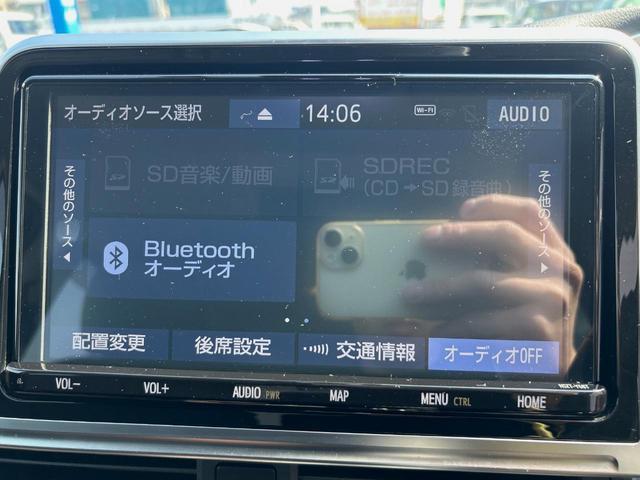 オーディオソース選択
14:06
Wi-Fi
AUDIO
その他のソース
SD音楽/動画
SDREC
(CD→SD録音曲)
その他のソース
Bluetooth
オーディオ
配置変更
後席設定
交通情報
オーディオOFF
VOL-
VOL+
AUDIO PWR
MAP
MENU CTRL
HOME